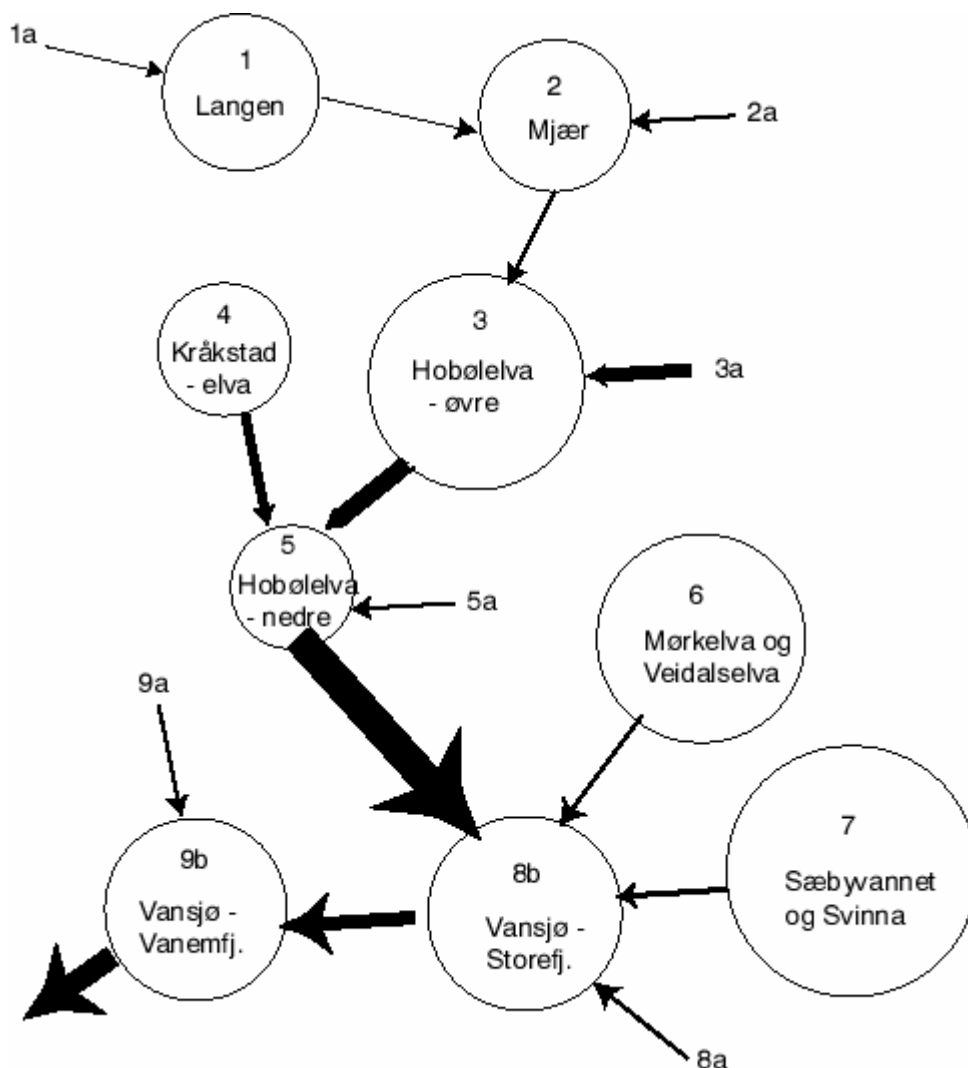 1a
1
Langen
2
Mjær
2a
3
Hobølelva
- øvre
3a
4
Kråkstad
- elva
5
Hobølelva
- nedre
5a
6
Mørkelva og
Veidalselva
7
Sæbyvannet
og Svinna
8b
Vansjø -
Storefj.
8a
9a
9b
Vansjø -
Vanemfj.